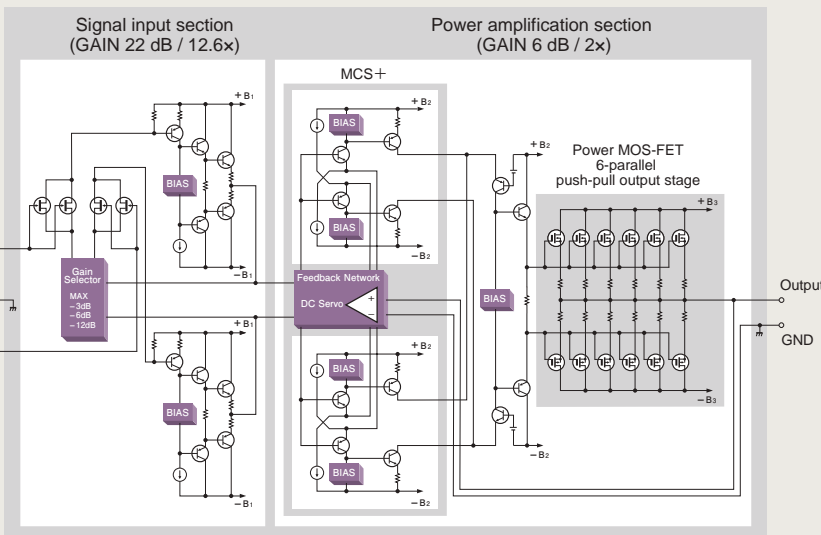 Signal input section
(GAIN 22 dB / 12.6×)
Power amplification section
(GAIN 6 dB / 2×)
MCS+
+B1
BIAS
−B1
Gain
Selector
MAX
−3dB
−6dB
−12dB
+B1
BIAS
−B1
+B2
BIAS
BIAS
−B2
Feedback Network
DC Servo
+
−
+B2
BIAS
BIAS
−B2
+B2
BIAS
−B2
Power MOS-FET
6-parallel
push-pull output stage
+B3
−B3
Output
GND